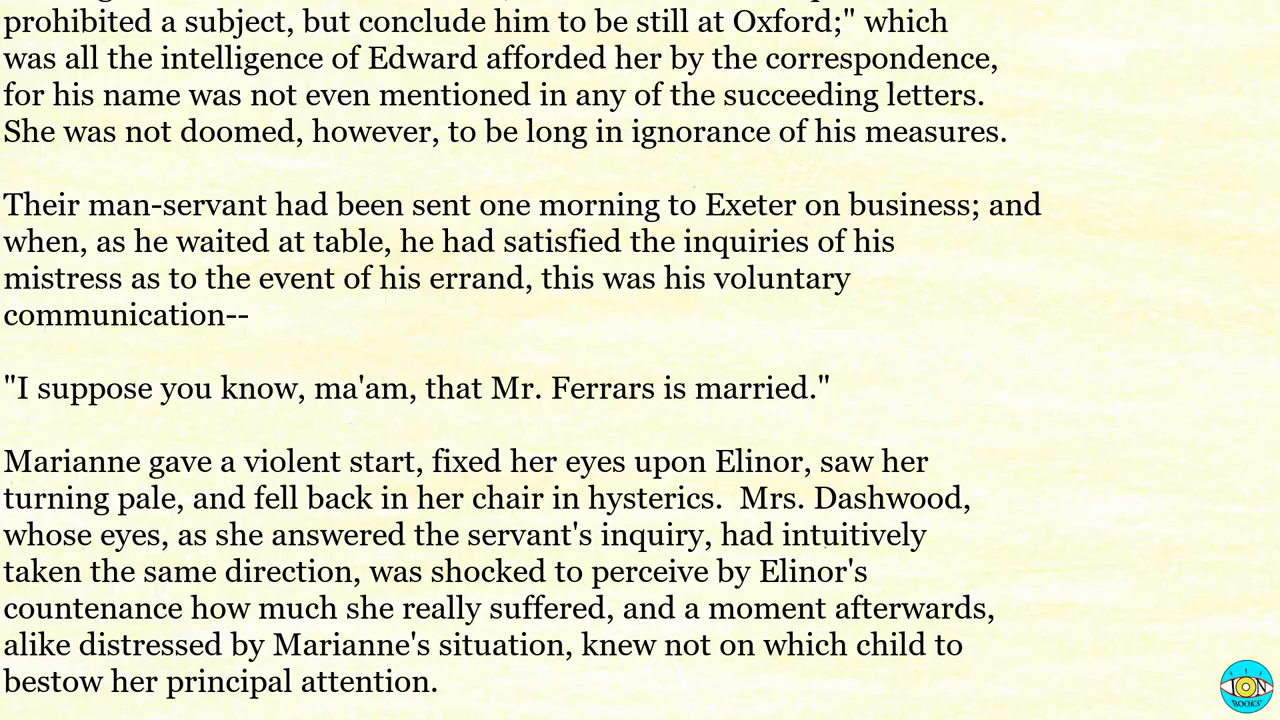 prohibited a subject, but conclude him to be still at Oxford;" which
was all the intelligence of Edward afforded her by the correspondence,
for his name was not even mentioned in any of the succeeding letters.
She was not doomed, however, to be long in ignorance of his measures.
Their man-servant had been sent one morning to Exeter on business; and
when, as he waited at table, he had satisfied the inquiries of his
mistress as to the event of his errand, this was his voluntary
communication--
"I suppose you know, ma'am, that Mr. Ferrars is married."
Marianne gave a violent start, fixed her eyes upon Elinor, saw her
turning pale, and fell back in her chair in hysterics.  Mrs. Dashwood,
whose eyes, as she answered the servant's inquiry, had intuitively
taken the same direction, was shocked to perceive by Elinor's
countenance how much she really suffered, and a moment afterwards,
alike distressed by Marianne's situation, knew not on which child to
bestow her principal attention.
ION
BOOKS